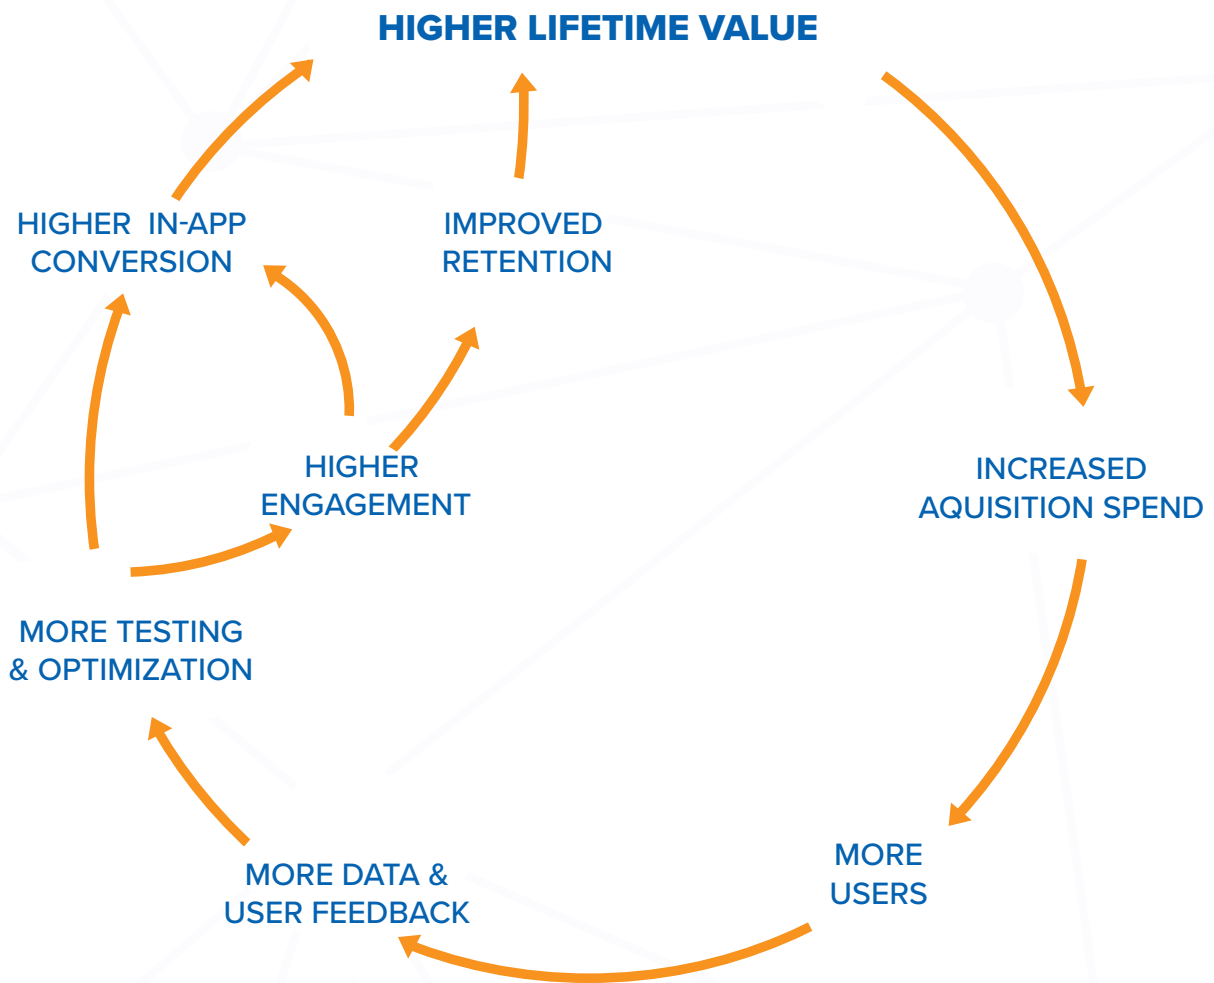 HIGHER LIFETIME VALUE
HIGHER IN-APP
CONVERSION
IMPROVED
RETENTION
HIGHER
ENGAGEMENT
INCREASED
AQUISITION SPEND
MORE TESTING
& OPTIMIZATION
MORE
USERS
MORE DATA &
USER FEEDBACK